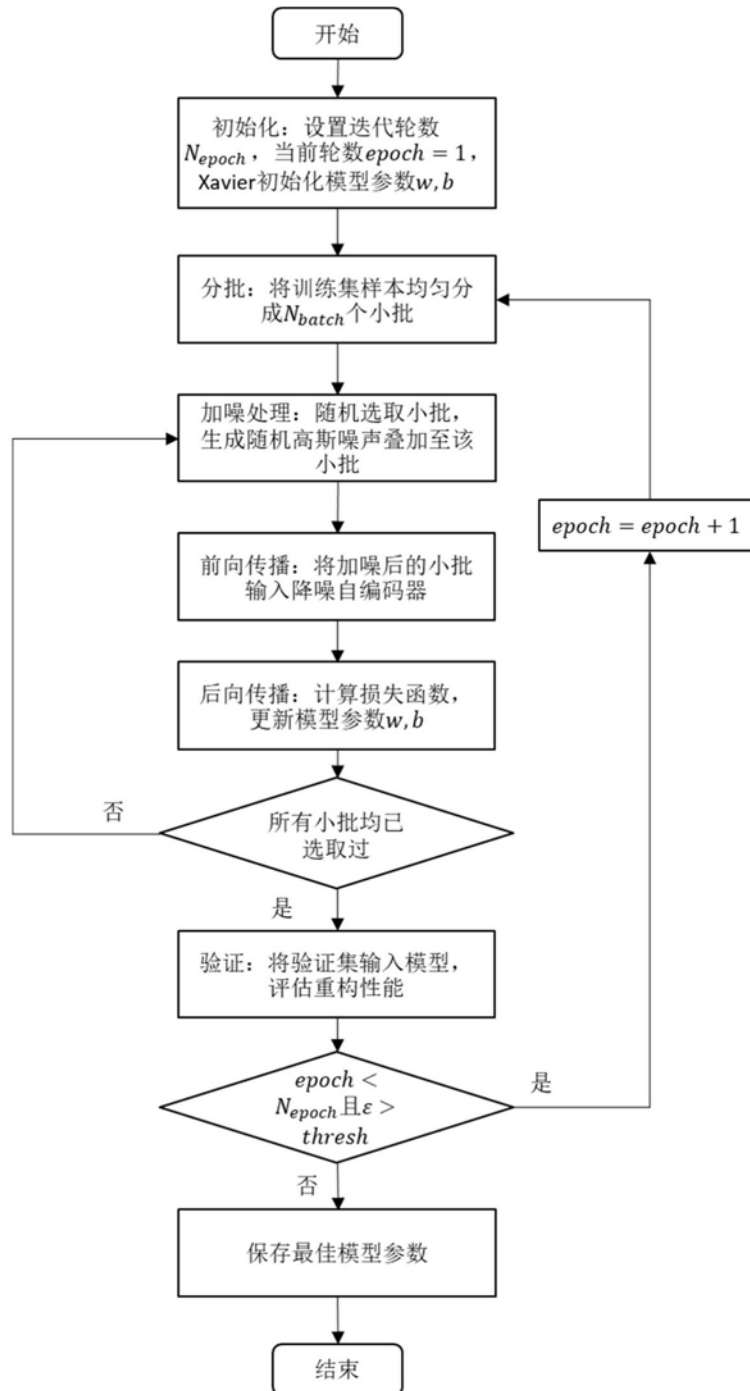 开始
初始化：设置迭代轮数
N_epoch，当前轮数epoch = 1，
Xavier初始化模型参数w, b
分批：将训练集样本均匀分
成N_batch个小批
加噪处理：随机选取小批，
生成随机高斯噪声叠加至该
小批
epoch = epoch + 1
前向传播：将加噪后的小批
输入降噪自编码器
后向传播：计算损失函数，
更新模型参数w, b
否
所有小批均已
选取过
是
验证：将验证集输入模型，
评估重构性能
epoch <
N_epoch且ε >
thresh
是
否
保存最佳模型参数
结束